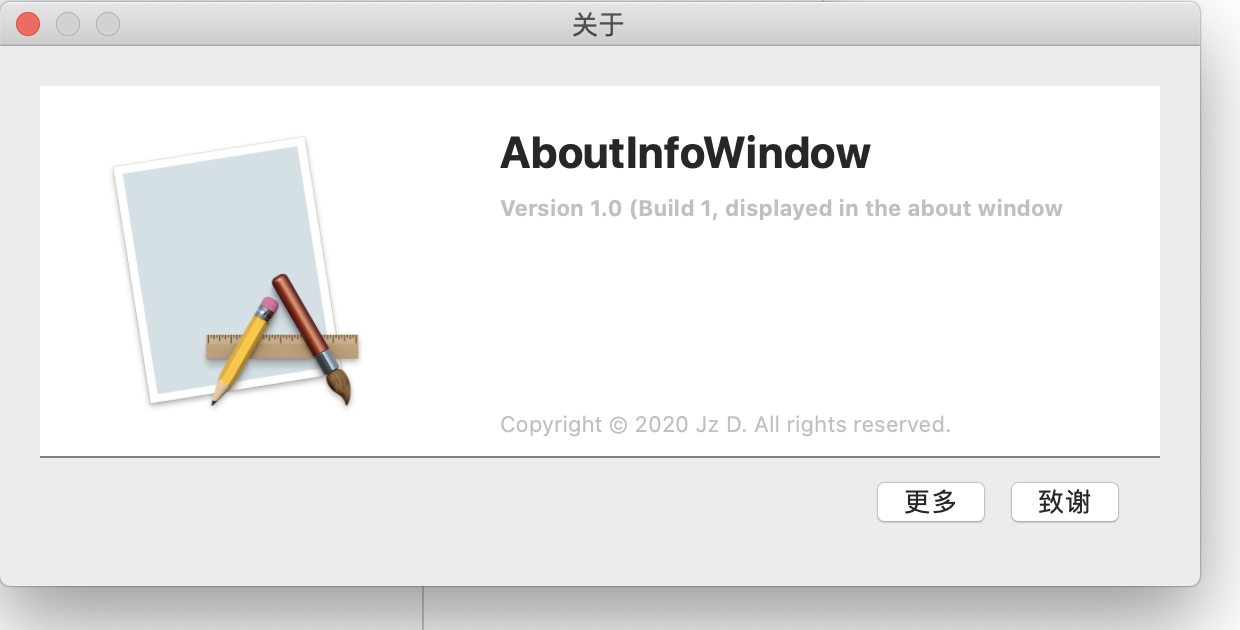 关于
AboutInfoWindow
Version 1.0 (Build 1, displayed in the about window
Copyright © 2020 Jz D. All rights reserved.
更多 致谢